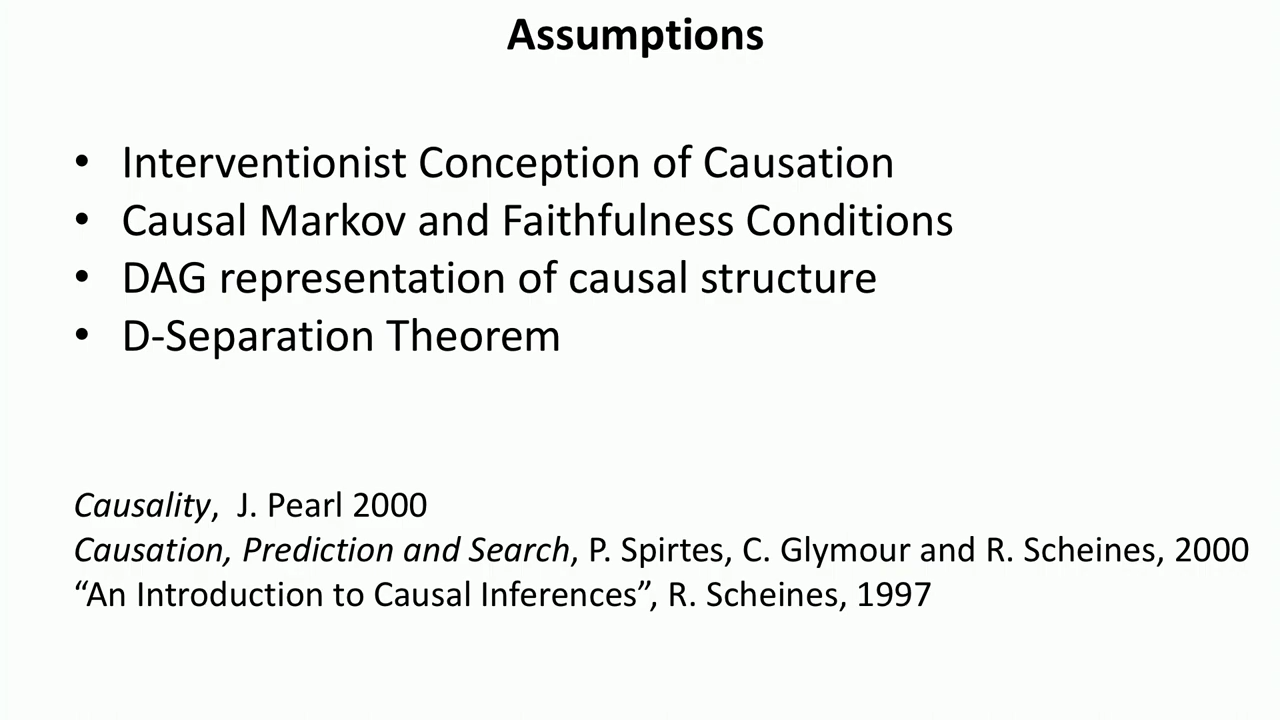 Assumptions
• Interventionist Conception of Causation
• Causal Markov and Faithfulness Conditions
• DAG representation of causal structure
• D-Separation Theorem
Causality, J. Pearl 2000
Causation, Prediction and Search, P. Spirtes, C. Glymour and R. Scheines, 2000
“An Introduction to Causal Inferences”, R. Scheines, 1997